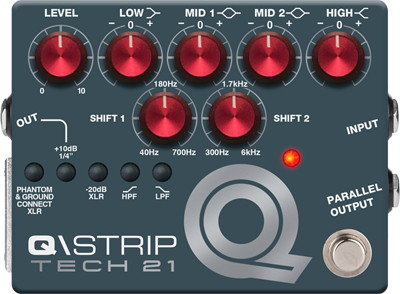 LEVEL LOW MID 1 MID 2 HIGH
- 0 + - 0 + - 0 + - 0 +
0 10
180Hz 1.7kHz
OUT
+10dB
1/4"
SHIFT 1 SHIFT 2
INPUT
40Hz 700Hz 300Hz 6kHz
PHANTOM
& GROUND
CONNECT
XLR
-20dB
XLR
HPF
LPF
PARALLEL
OUTPUT
Q\STRIP
TECH 21
Q